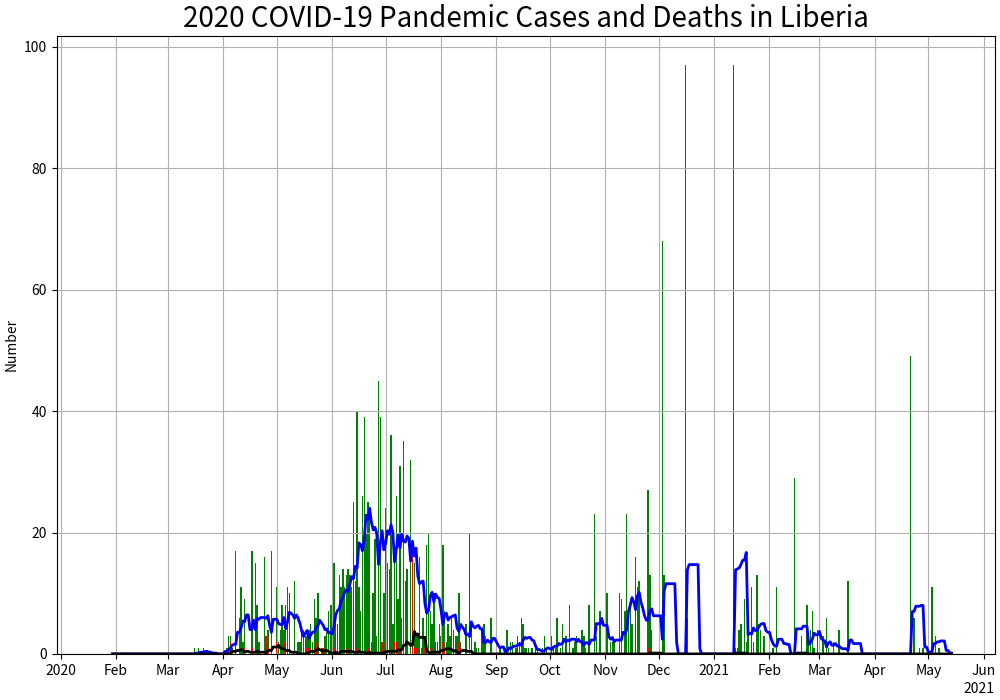 2020 COVID-19 Pandemic Cases and Deaths in Liberia
100
80
60
40
20
0
Number
2020 Feb Mar Apr May Jun Jul Aug Sep Oct Nov Dec 2021 Feb Mar Apr May Jun
2021